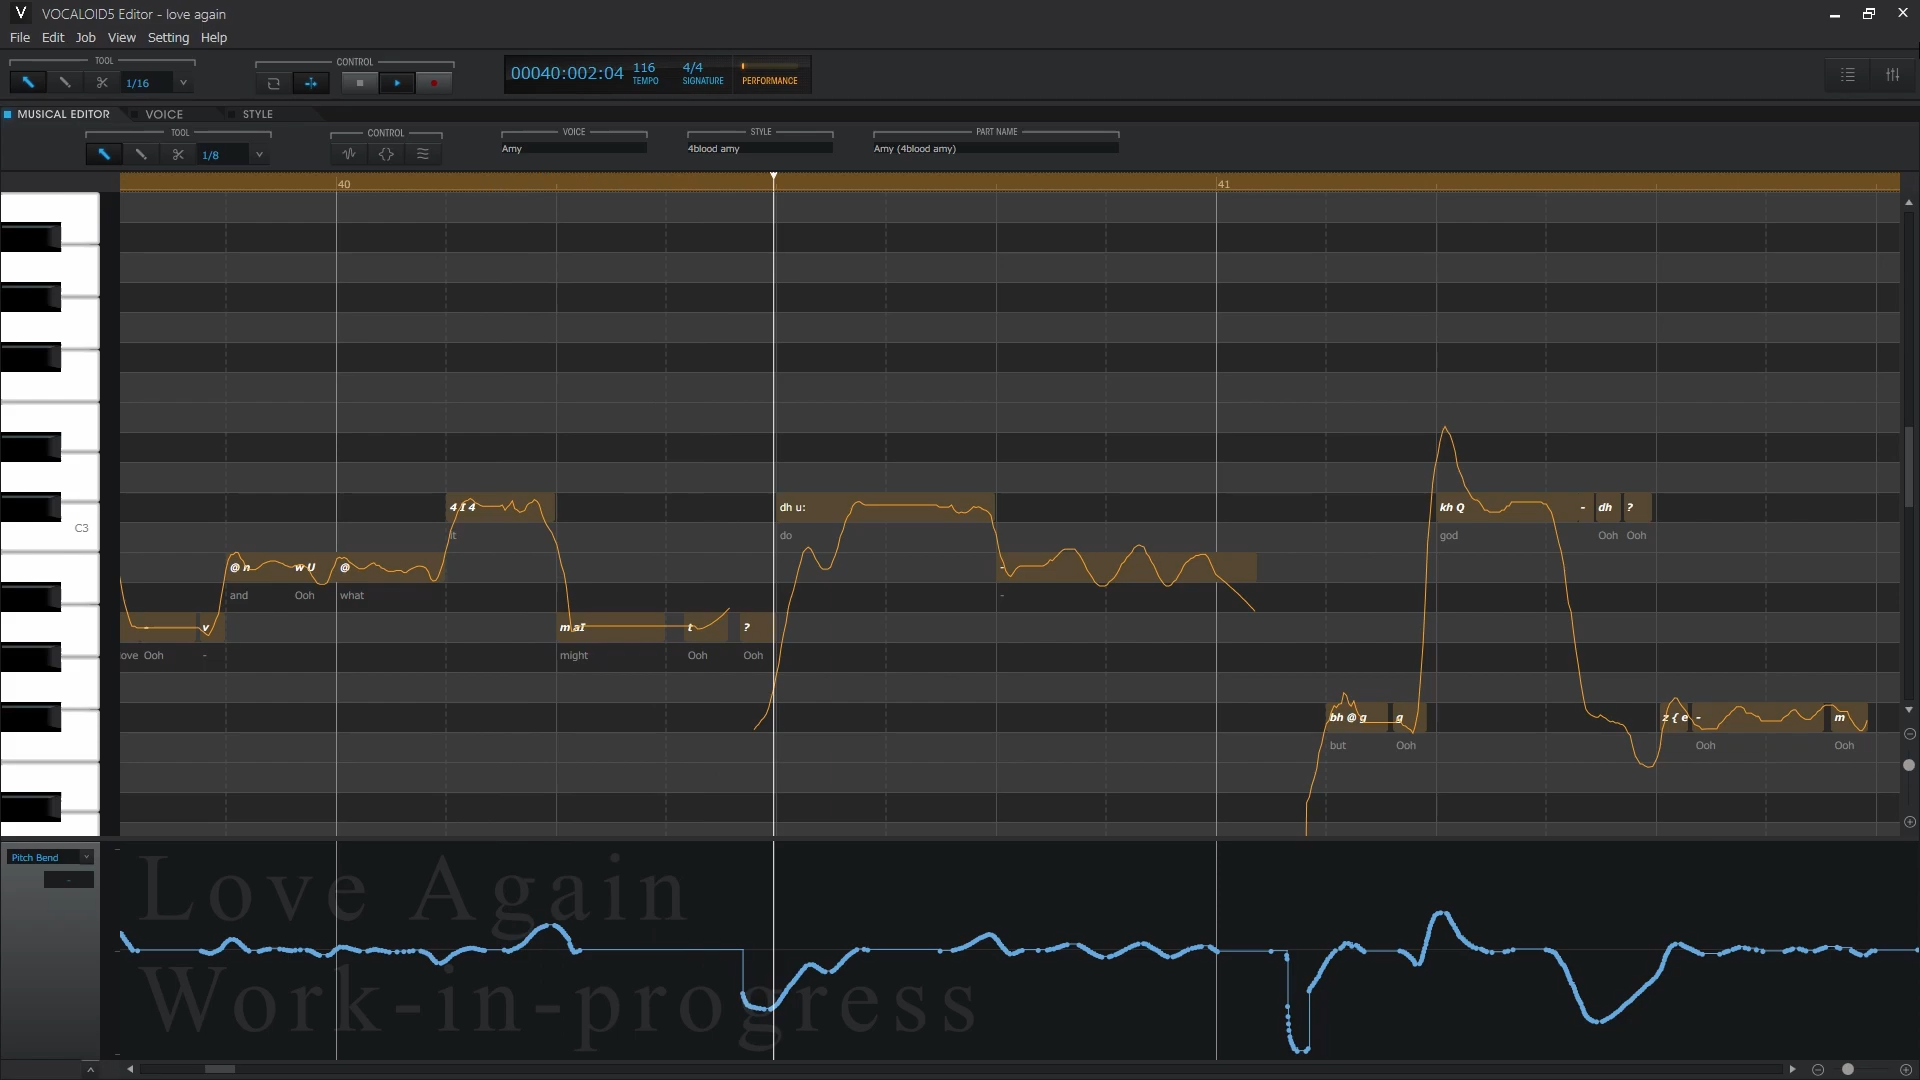 VOCALOID5 Editor - love again
File Edit Job View Setting Help
TOOL CONTROL
1/16
00040:002:04 116 4/4
TEMPO SIGNATURE PERFORMANCE
MUSICAL EDITOR VOICE STYLE
TOOL CONTROL VOICE STYLE PART NAME
1/8
Amy 4blood amy Amy (4blood amy)
40 41
4 I 4 dh u: kh Q - dh ?
C3
it do god Ooh Ooh
@ n w U @ -
and Ooh what -
- v m aI t ?
ove Ooh - might Ooh Ooh
bh @ g g z { e - m
but Ooh Ooh Ooh
Pitch Bend
-
Love Again
Work-in-progress